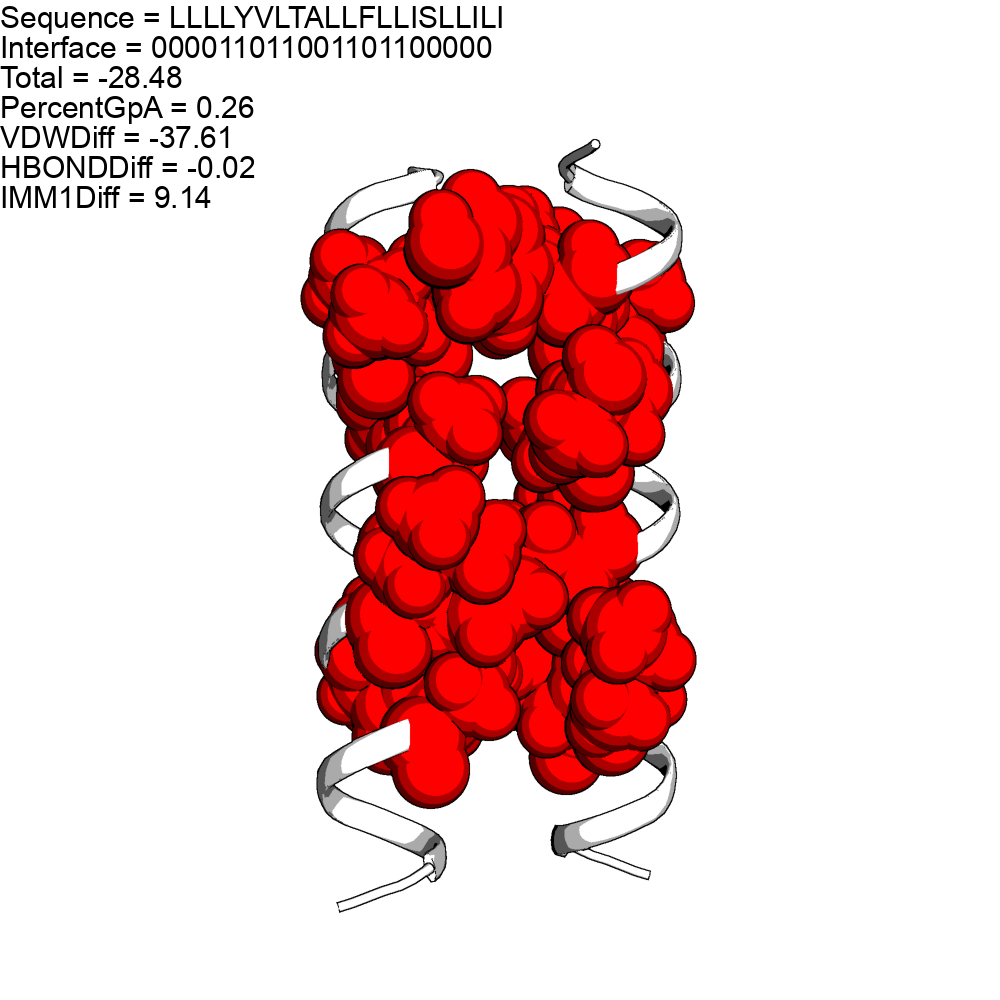 Sequence = LLLLYVLTALLFLLISLLILI
Interface = 000011011001101100000
Total = -28.48
PercentGpA = 0.26
VDWDiff = -37.61
HBONDDiff = -0.02
IMM1Diff = 9.14